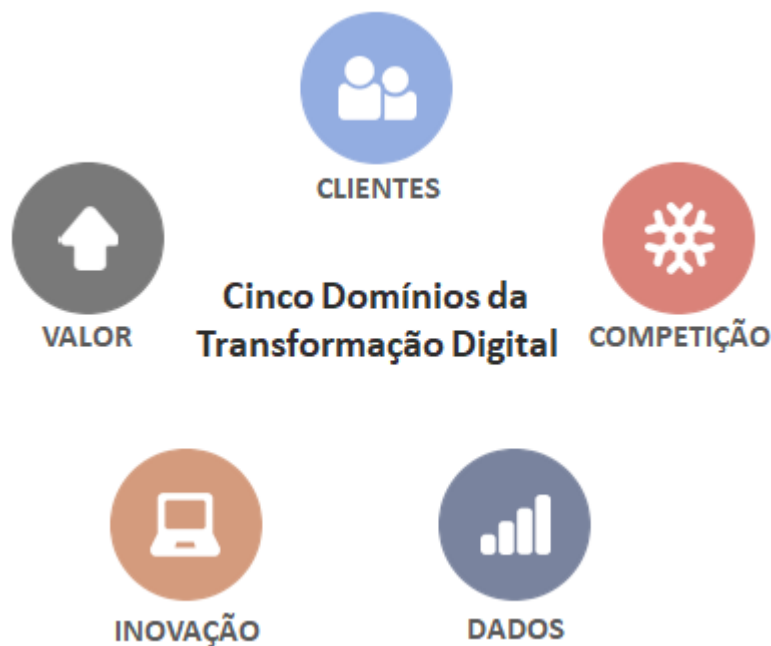 CLIENTES
VALOR
Cinco Domínios da
Transformação Digital
COMPETIÇÃO
INOVAÇÃO
DADOS